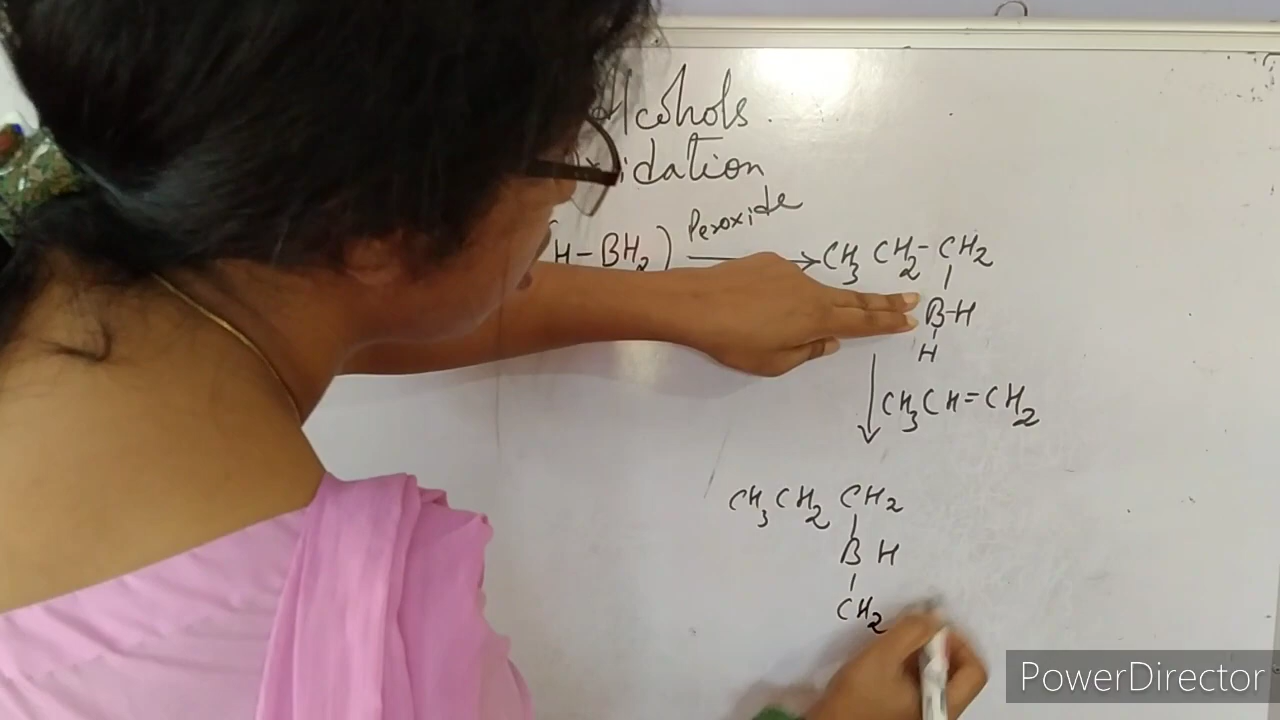 Alcohols
idation
Peroxide
H-BH2) → CH3 CH2-CH2
B-H
H
CH3CH=CH2
CH3CH2 CH2
B H
CH2
PowerDirector